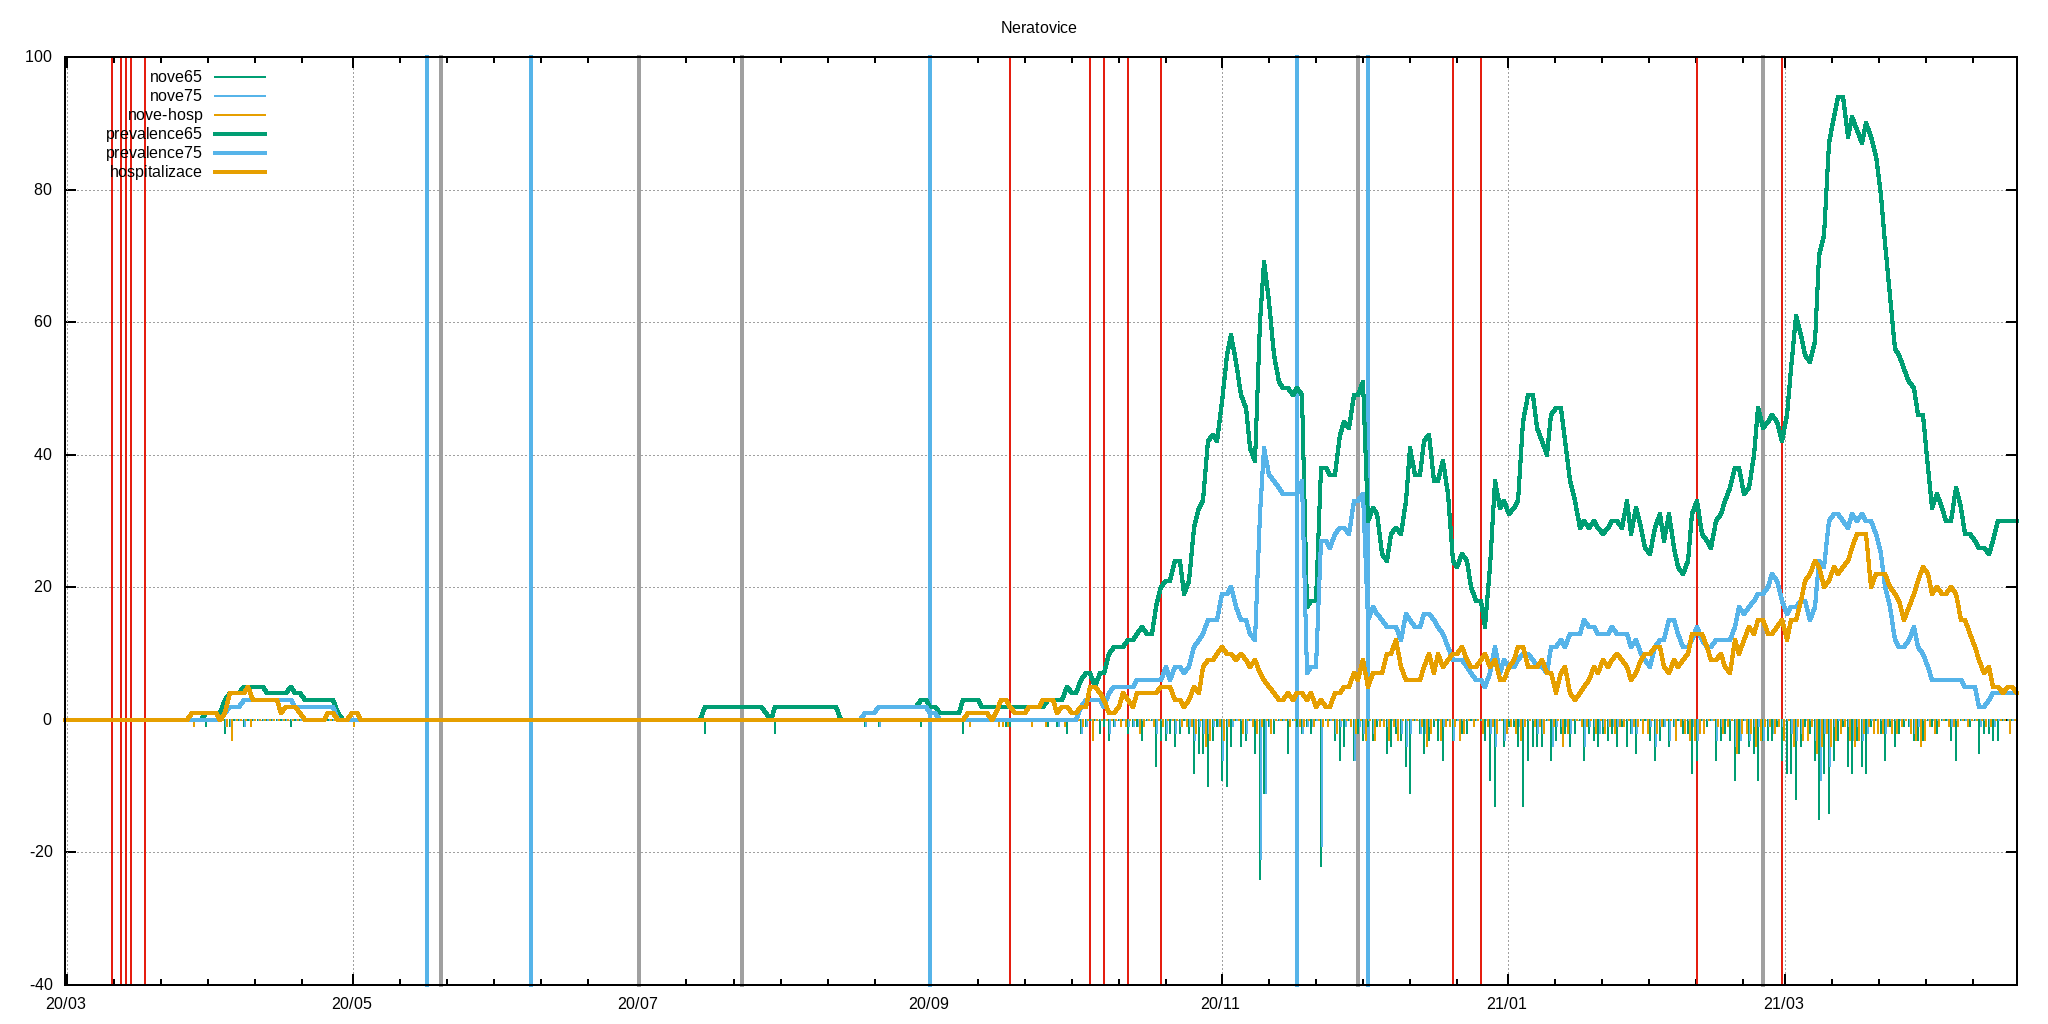 Neratovice
100
80
60
40
20
0
-20
-40
nove65
nove75
nove-hosp
prevalence65
prevalence75
hospitalizace
20/03 20/05 20/07 20/09 20/11 21/01 21/03